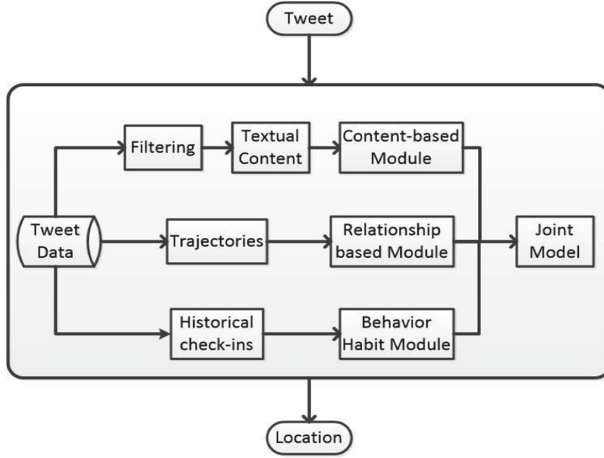 Tweet
Filtering
Textual
Content
Content-based
Module
Tweet
Data
Trajectories
Relationship
based Module
Joint
Model
Historical
check-ins
Behavior
Habit Module
Location